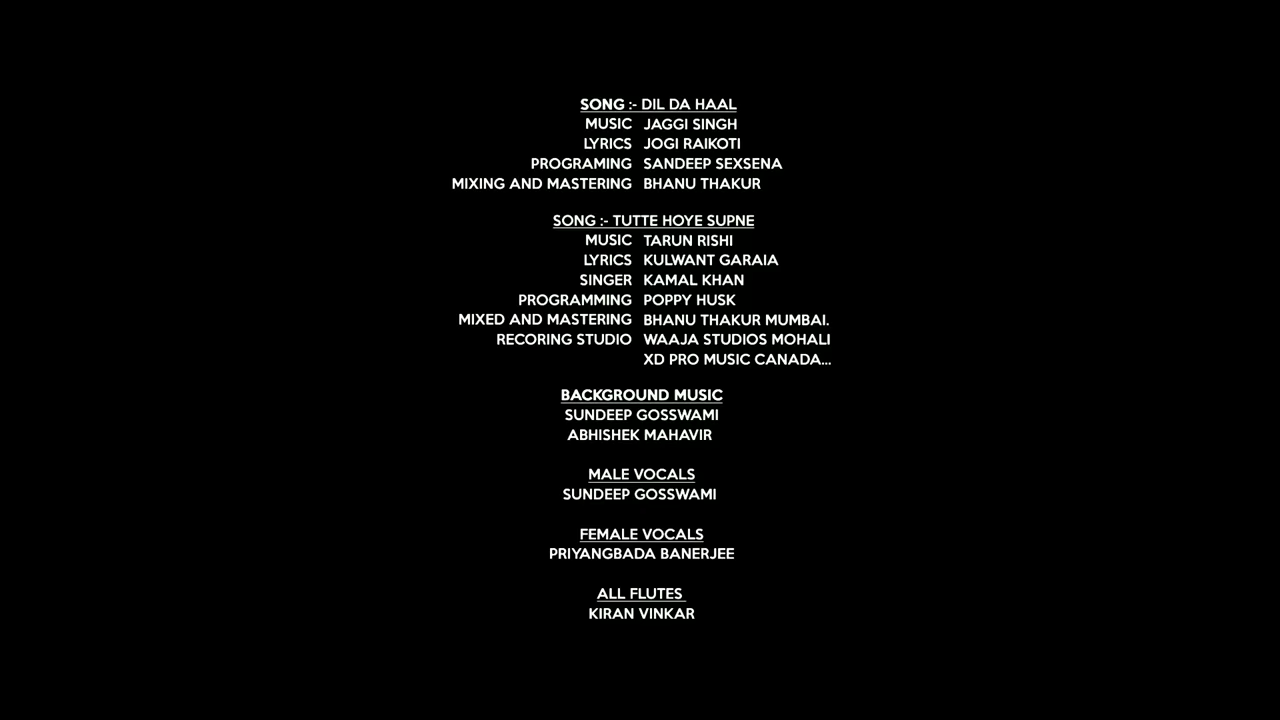 SONG :- DIL DA HAAL
MUSIC JAGGI SINGH
LYRICS JOGI RAIKOTI
PROGRAMING SANDEEP SEXSENA
MIXING AND MASTERING BHANU THAKUR
SONG :- TUTTE HOYE SUPNE
MUSIC TARUN RISHI
LYRICS KULWANT GARAIA
SINGER KAMAL KHAN
PROGRAMMING POPPY HUSK
MIXED AND MASTERING BHANU THAKUR MUMBAI.
RECORING STUDIO WAAJA STUDIOS MOHALI
XD PRO MUSIC CANADA...
BACKGROUND MUSIC
SUNDEEP GOSSWAMI
ABHISHEK MAHAVIR
MALE VOCALS
SUNDEEP GOSSWAMI
FEMALE VOCALS
PRIYANGBADA BANERJEE
ALL FLUTES
KIRAN VINKAR